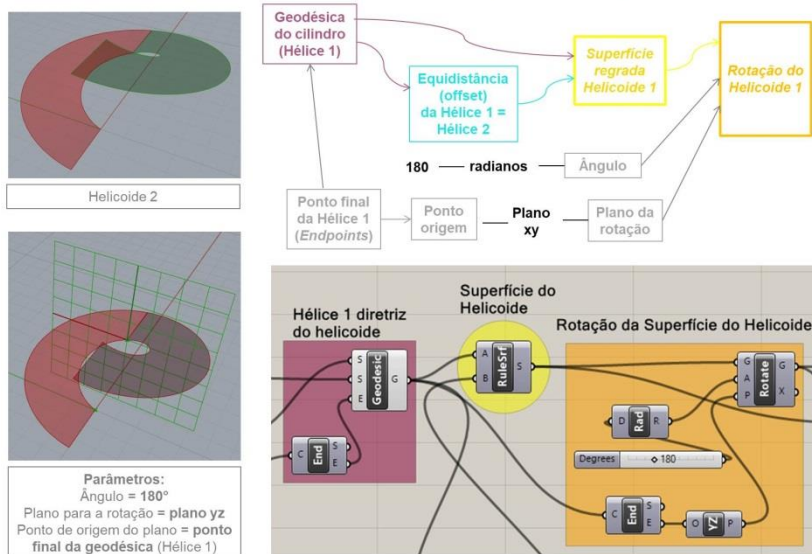 Helicoide 2
Geodésica
do cilindro
(Hélice 1)
Equidistância
(offset)
da Hélice 1 =
Hélice 2
Superfície
regrada
Helicoide 1
Rotação do
Helicoide 1
180
radianos
Ângulo
Ponto final
da Hélice 1
(Endpoints)
Ponto
origem
Plano
xy
Plano da
rotação
Parâmetros:
Ângulo = 180°
Plano para a rotação = plano yz
Ponto de origem do plano = ponto
final da geodésica (Hélice 1)
Hélice 1 diretriz
do helicoide
S
S
E
Geodesic
G
C
End
S
E
Superfície do
Helicoide
A
B
RuleSrf
S
Rotação da Superfície do Helicoide
G
A
P
Rotate
G
X
D
Rad
R
Degrees
180
C
End
S
E
O
YZ
P